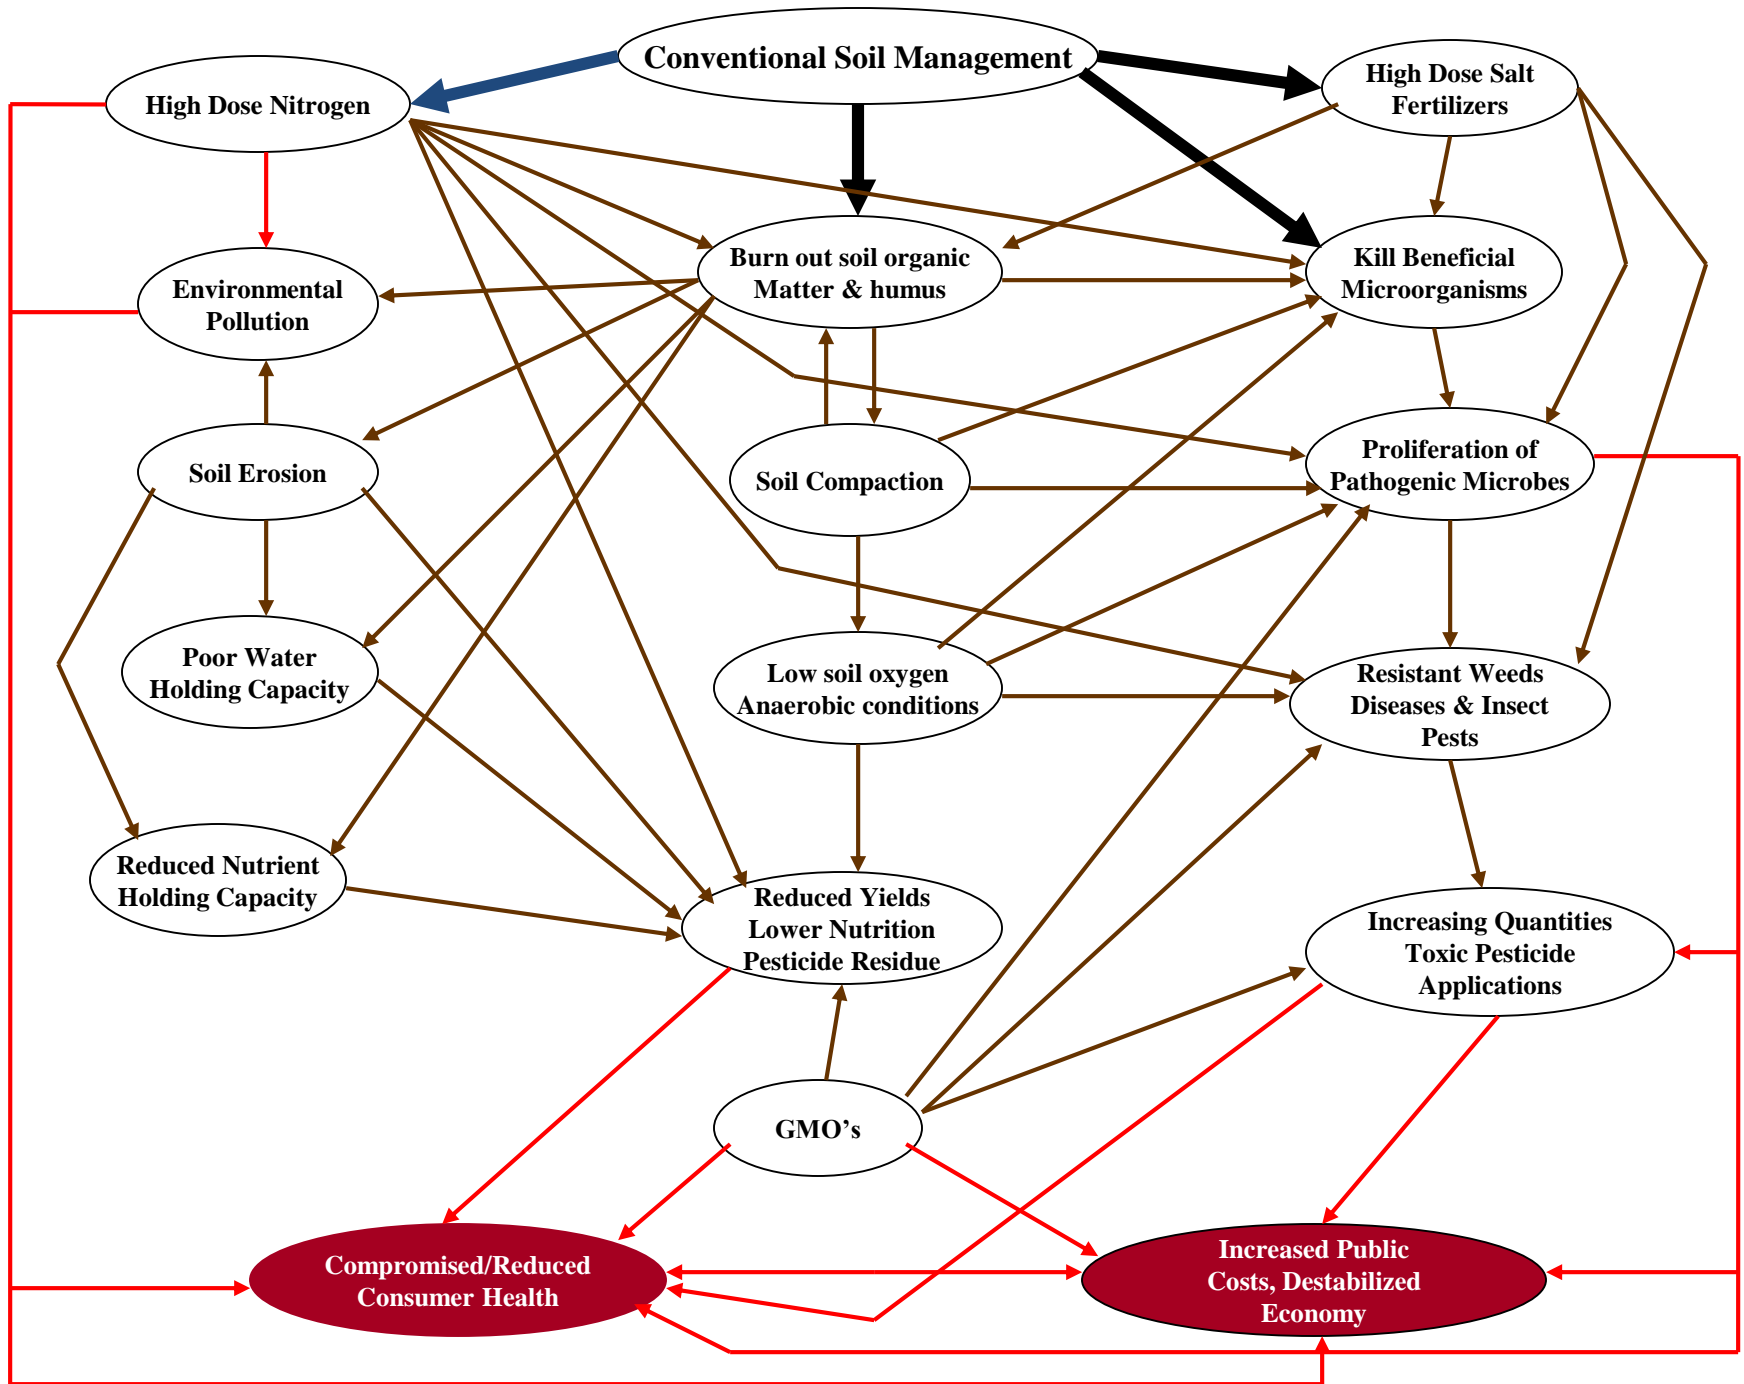 Conventional Soil Management
High Dose Nitrogen
High Dose Salt
Fertilizers
Environmental
Pollution
Burn out soil organic
Matter & humus
Kill Beneficial
Microorganisms
Soil Erosion
Soil Compaction
Proliferation of
Pathogenic Microbes
Poor Water
Holding Capacity
Low soil oxygen
Anaerobic conditions
Resistant Weeds
Diseases & Insect
Pests
Reduced Nutrient
Holding Capacity
Reduced Yields
Lower Nutrition
Pesticide Residue
Increasing Quantities
Toxic Pesticide
Applications
GMO’s
Compromised/Reduced
Consumer Health
Increased Public
Costs, Destabilized
Economy